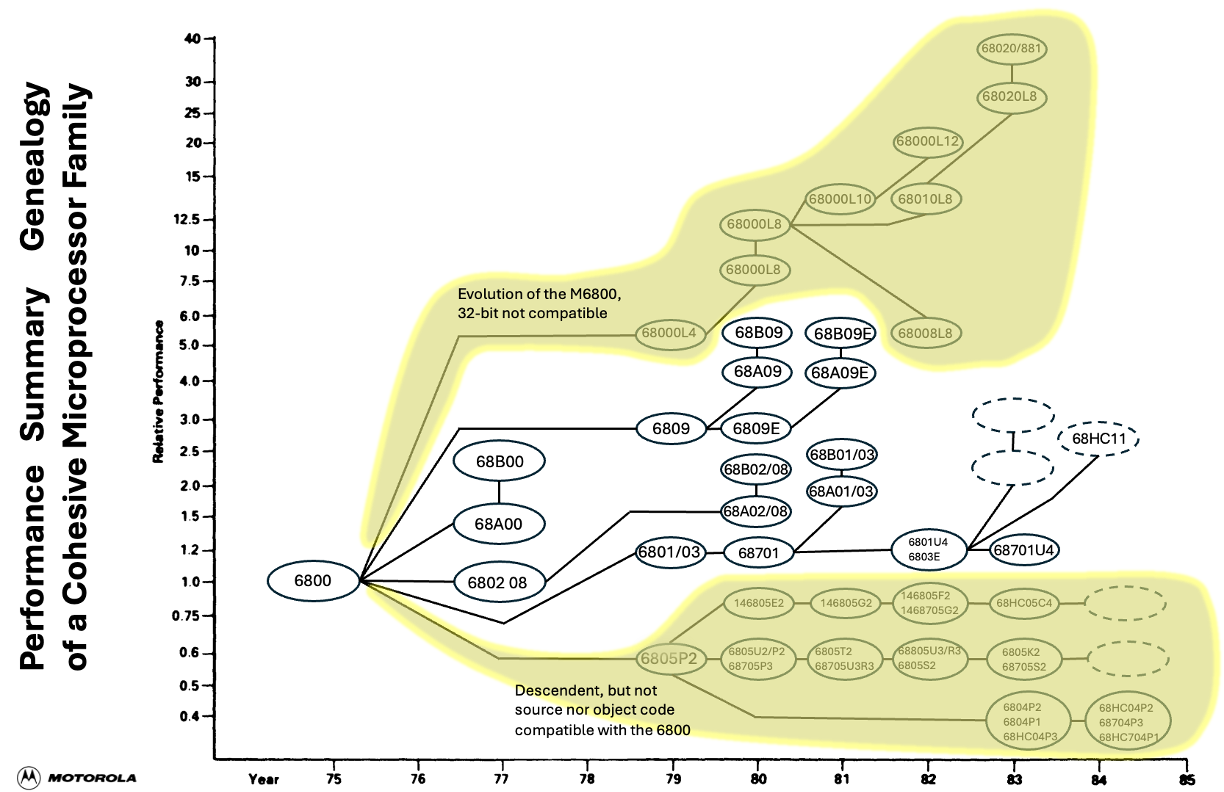 Performance Summary Genealogy
of a Cohesive Microprocessor Family
Relative Performance
40
30
25
20
15
12.5
10
7.5
6.0
5.0
4.0
3.0
2.5
2.0
1.5
1.2
1.0
0.75
0.6
0.5
0.4
68020/881
68020L8
68000L12
68000L10
68010L8
68000L8
68000L8
Evolution of the M6800,
32-bit not compatible
68000L4
68B09
68B09E
68008L8
68A09
68A09E
6809
6809E
68HC11
68B00
68B02/08
68B01/03
68A00
68A02/08
68A01/03
6801/03
68701
6801U4
6803E
68701U4
6800
6802 08
146805E2
146805G2
146805F2
1468705G2
68HC05C4
6805P2
6805U2/P2
68705P3
6805T2
68705U3R3
68805U3/R3
6805S2
6805K2
68705S2
Descendent, but not
source nor object code
compatible with the 6800
6804P2
6804P1
68HC04P3
68HC04P2
68704P3
68HC704P1
Year 75 76 77 78 79 80 81 82 83 84 85
MOTOROLA